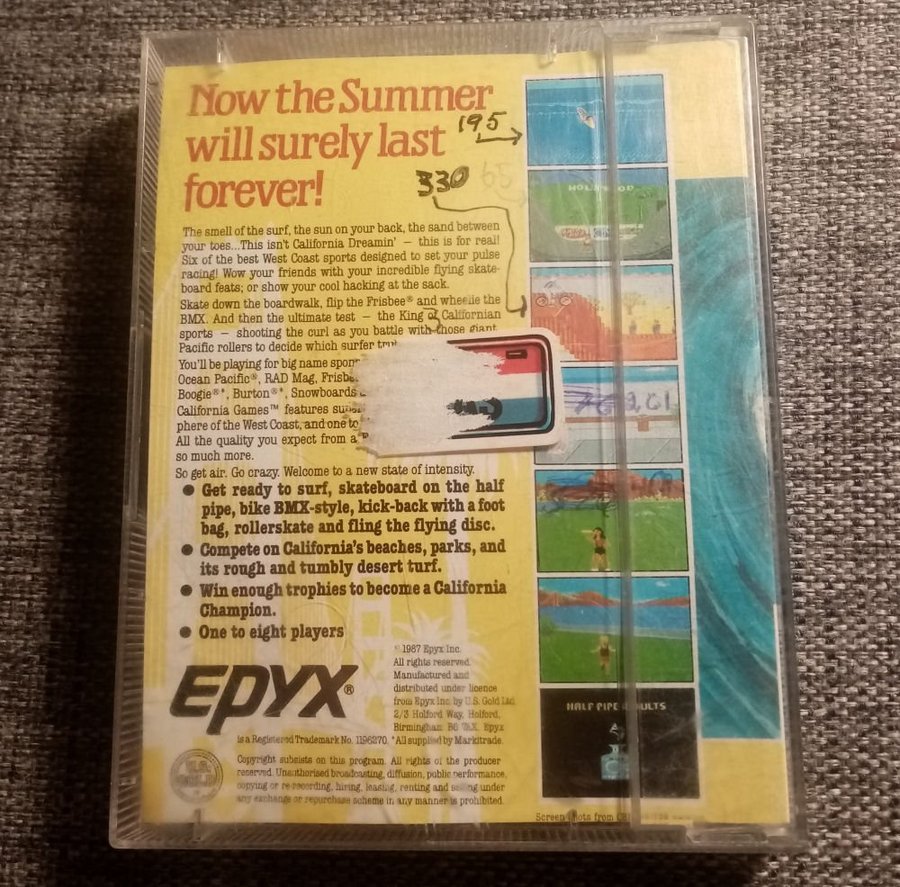 Now the Summer
will surely last
forever!
195
330
65
The smell of the surf, the sun on your back, the sand between
your toes...This isn't California Dreamin' — this is for real!
Six of the best West Coast sports designed to set your pulse
racing! Wow your friends with your incredible flying skate-
board feats; or show your cool hacking at the sack.
Skate down the boardwalk, flip the Frisbee® and wheelie the
BMX. And then the ultimate test — the King of Californian
sports — shooting the curl as you battle with those giant
Pacific rollers to decide which surfer
You'll be playing for big name
Ocean Pacific®, RAD Mag,
Boogie®*, Burton®*, Snowboards
California Games™ features
phere of the West Coast, and one to
All the quality you expect from a
so much more.
So get air. Go crazy. Welcome to a new state of intensity.
● Get ready to surf, skateboard on the half
pipe, bike BMX-style, kick-back with a foot
bag, rollerskate and fling the flying disc.
● Compete on California's beaches, parks, and
its rough and tumbly desert turf.
● Win enough trophies to become a California
Champion.
● One to eight players
EPYX®
© 1987 Epyx Inc.
All rights reserved.
Manufactured and
distributed under licence
from Epyx Inc. by U.S. Gold Ltd.
2/3 Holford Way, Holford,
Birmingham B6 7AX. Epyx
is a Registered Trademark No. 1196270. *All supplied by Markitrade.
U.S. GOLD
Copyright subsists on this program. All rights of the producer
reserved. Unauthorised broadcasting, diffusion, public performance,
copying or re-recording, hiring, leasing, renting and selling under
any exchange or repurchase scheme in any manner is prohibited.
HALF PIPE RESULTS
Screen shots from